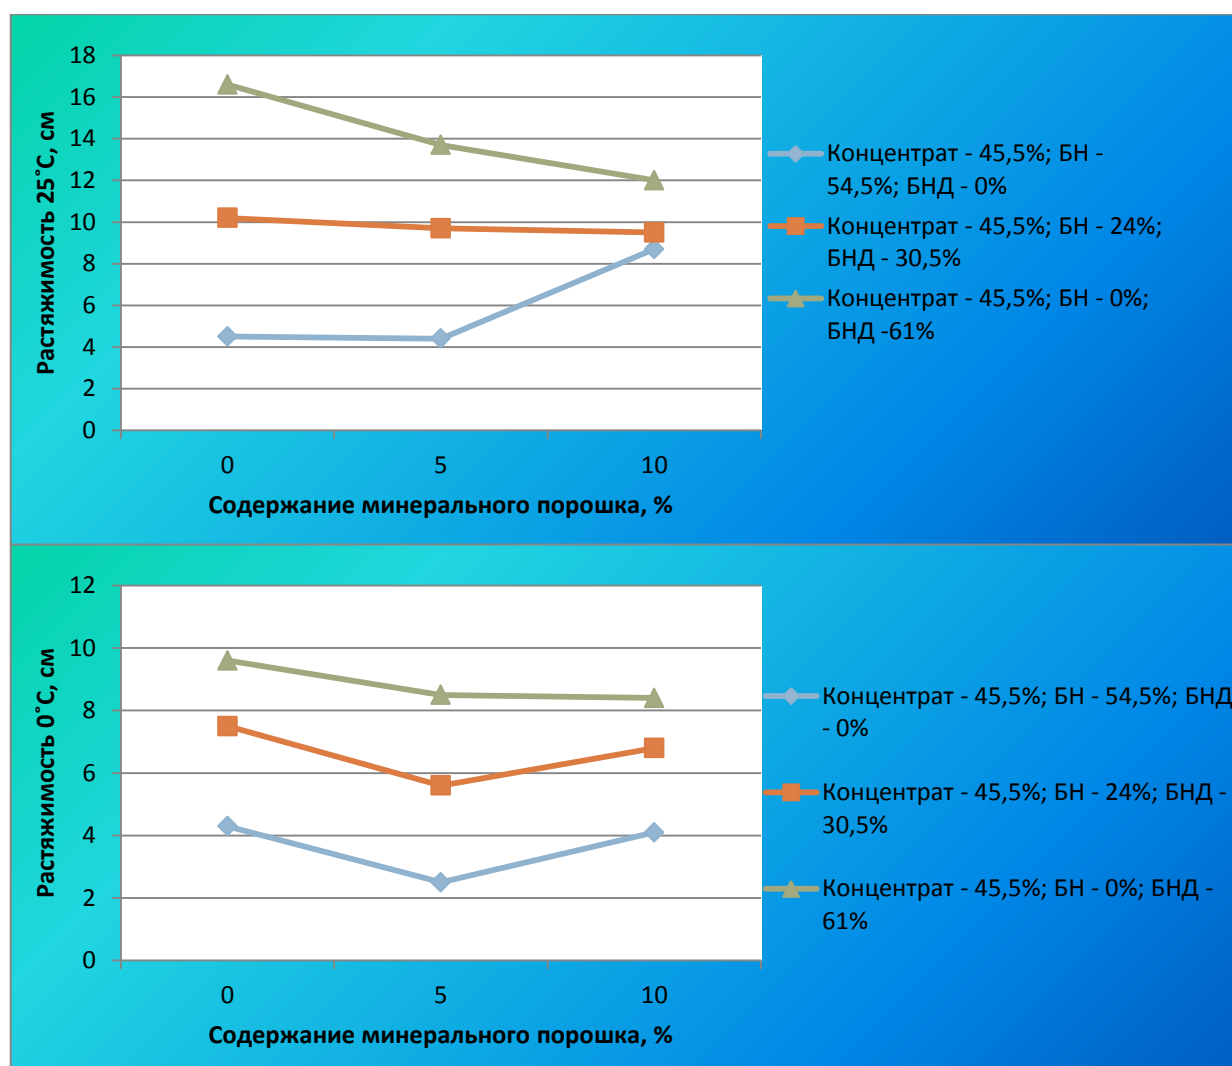 18
16
14
12
10
8
6
4
2
0
Растяжимость 25˚С, см
0 5 10
Содержание минерального порошка, %
Концентрат - 45,5%; БН -
54,5%; БНД - 0%
Концентрат - 45,5%; БН - 24%;
БНД - 30,5%
Концентрат - 45,5%; БН - 0%;
БНД -61%
12
10
8
6
4
2
0
Растяжимость 0˚С, см
0 5 10
Содержание минерального порошка, %
Концентрат - 45,5%; БН - 54,5%; БНД
- 0%
Концентрат - 45,5%; БН - 24%; БНД -
30,5%
Концентрат - 45,5%; БН - 0%; БНД -
61%